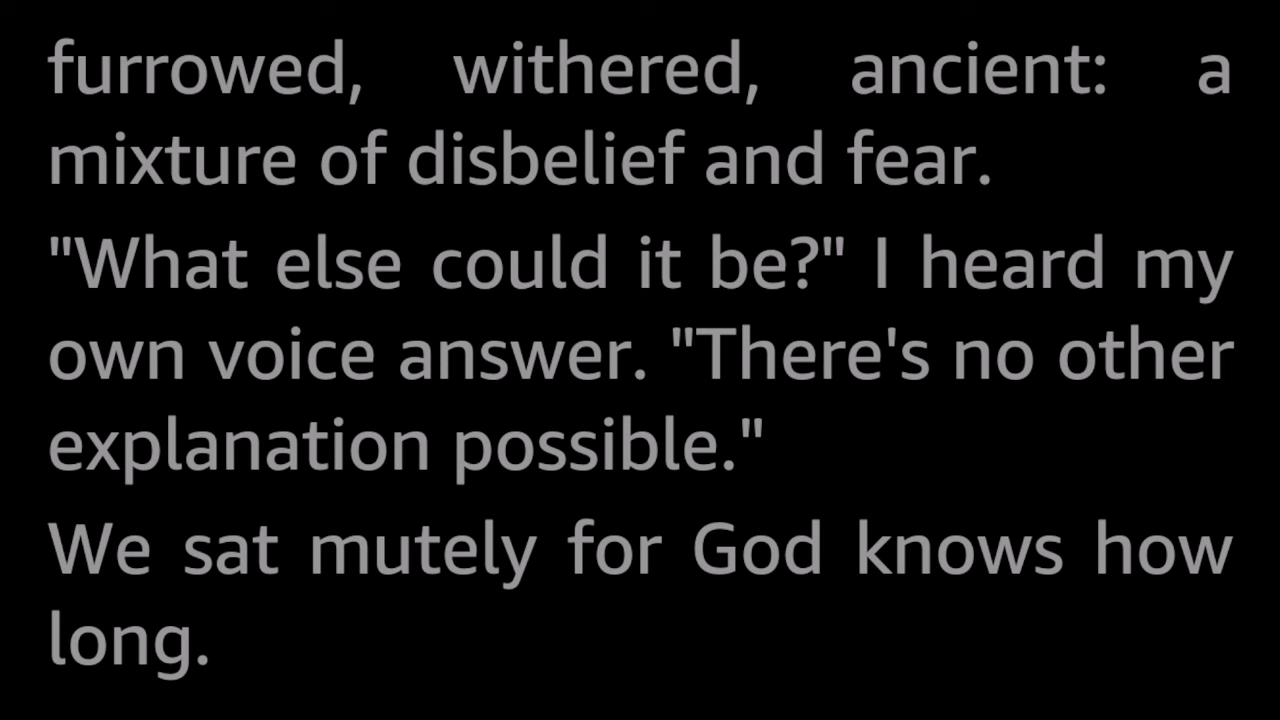 furrowed, withered, ancient: a
mixture of disbelief and fear.
"What else could it be?" I heard my
own voice answer. "There's no other
explanation possible."
We sat mutely for God knows how
long.